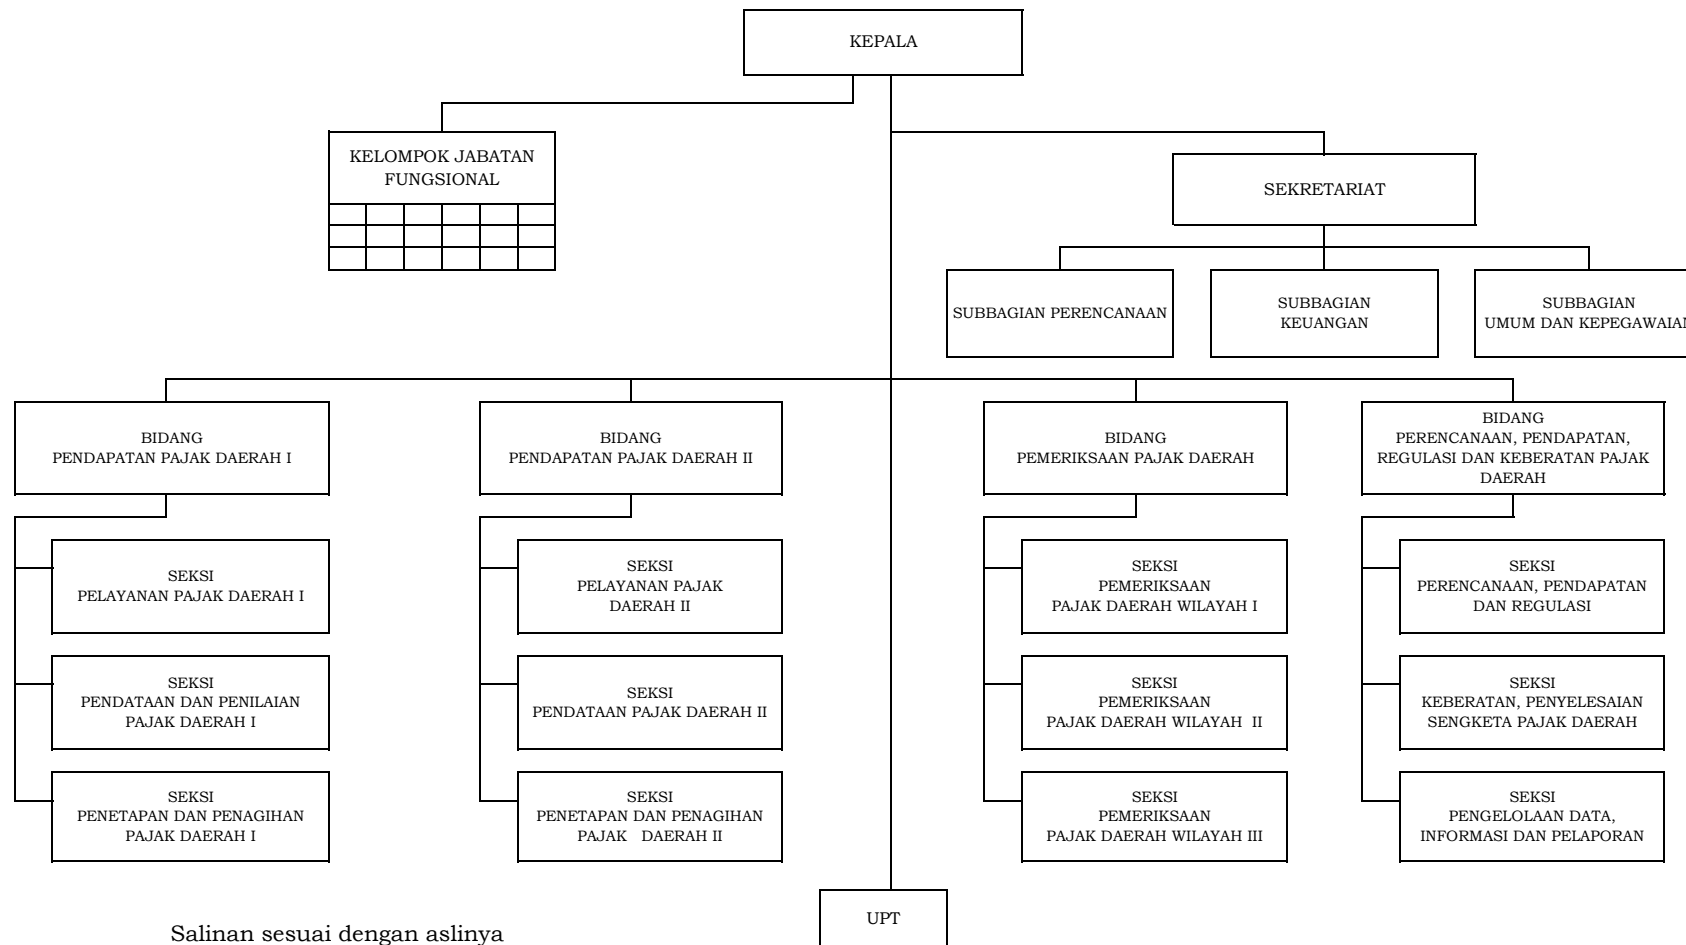 KEPALA
KELOMPOK JABATAN
FUNGSIONAL
SEKRETARIAT
SUBBAGIAN PERENCANAAN
SUBBAGIAN
KEUANGAN
SUBBAGIAN
UMUM DAN KEPEGAWAIAN
BIDANG
PENDAPATAN PAJAK DAERAH I
BIDANG
PENDAPATAN PAJAK DAERAH II
BIDANG
PEMERIKSAAN PAJAK DAERAH
BIDANG
PERENCANAAN, PENDAPATAN,
REGULASI DAN KEBERATAN PAJAK
DAERAH
SEKSI
PELAYANAN PAJAK DAERAH I
SEKSI
PELAYANAN PAJAK
DAERAH II
SEKSI
PEMERIKSAAN
PAJAK DAERAH WILAYAH I
SEKSI
PERENCANAAN, PENDAPATAN
DAN REGULASI
SEKSI
PENDATAAN DAN PENILAIAN
PAJAK DAERAH I
SEKSI
PENDATAAN PAJAK DAERAH II
SEKSI
PEMERIKSAAN
PAJAK DAERAH WILAYAH II
SEKSI
KEBERATAN, PENYELESAIAN
SENGKETA PAJAK DAERAH
SEKSI
PENETAPAN DAN PENAGIHAN
PAJAK DAERAH I
SEKSI
PENETAPAN DAN PENAGIHAN
PAJAK DAERAH II
SEKSI
PEMERIKSAAN
PAJAK DAERAH WILAYAH III
SEKSI
PENGELOLAAN DATA,
INFORMASI DAN PELAPORAN
UPT
Salinan sesuai dengan aslinya